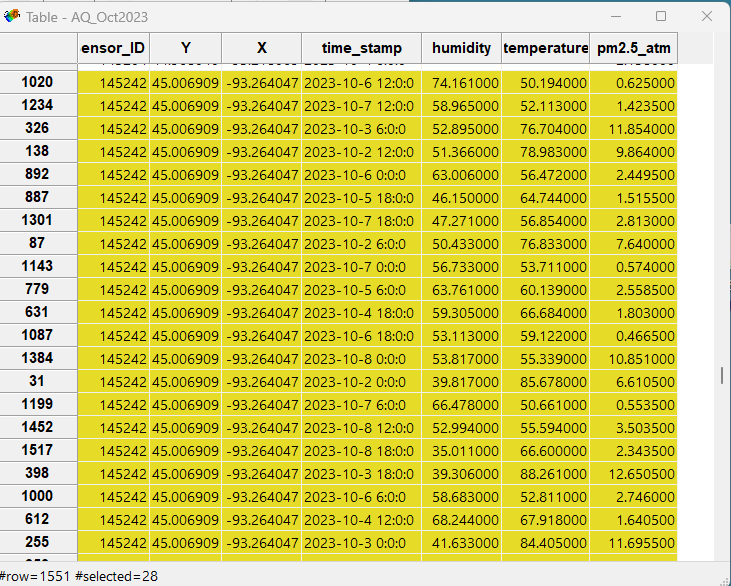 Table - AQ_Oct2023
ensor_ID Y X time_stamp humidity temperature pm2.5_atm
1020 145242 45.006909 -93.264047 2023-10-6 12:0:0 74.161000 50.194000 0.625000
1234 145242 45.006909 -93.264047 2023-10-7 12:0:0 58.965000 52.113000 1.423500
326 145242 45.006909 -93.264047 2023-10-3 6:0:0 52.895000 76.704000 11.854000
138 145242 45.006909 -93.264047 2023-10-2 12:0:0 51.366000 78.983000 9.864000
892 145242 45.006909 -93.264047 2023-10-6 0:0:0 63.006000 56.472000 2.449500
887 145242 45.006909 -93.264047 2023-10-5 18:0:0 46.150000 64.744000 1.515500
1301 145242 45.006909 -93.264047 2023-10-7 18:0:0 47.271000 56.854000 2.813000
87 145242 45.006909 -93.264047 2023-10-2 6:0:0 50.433000 76.833000 7.640000
1143 145242 45.006909 -93.264047 2023-10-7 0:0:0 56.733000 53.711000 0.574000
779 145242 45.006909 -93.264047 2023-10-5 6:0:0 63.761000 60.139000 2.558500
631 145242 45.006909 -93.264047 2023-10-4 18:0:0 59.305000 66.684000 1.803000
1087 145242 45.006909 -93.264047 2023-10-6 18:0:0 53.113000 59.122000 0.466500
1384 145242 45.006909 -93.264047 2023-10-8 0:0:0 53.817000 55.339000 10.851000
31 145242 45.006909 -93.264047 2023-10-2 0:0:0 39.817000 85.678000 6.610500
1199 145242 45.006909 -93.264047 2023-10-7 6:0:0 66.478000 50.661000 0.553500
1452 145242 45.006909 -93.264047 2023-10-8 12:0:0 52.994000 55.594000 3.503500
1517 145242 45.006909 -93.264047 2023-10-8 18:0:0 35.011000 66.600000 2.343500
398 145242 45.006909 -93.264047 2023-10-3 18:0:0 39.306000 88.261000 12.650500
1000 145242 45.006909 -93.264047 2023-10-6 6:0:0 58.683000 52.811000 2.746000
612 145242 45.006909 -93.264047 2023-10-4 12:0:0 68.244000 67.918000 1.640500
255 145242 45.006909 -93.264047 2023-10-3 0:0:0 41.633000 84.405000 11.695500
#row=1551 #selected=28